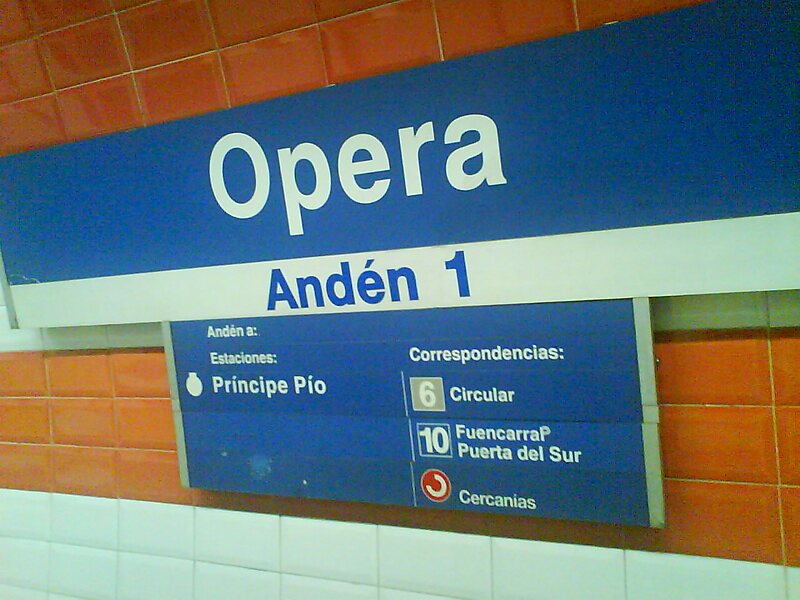 Opera
Andén 1
Andén a:
Estaciones:
Príncipe Pío
Correspondencias:
6 Circular
10 Fuencarral
Puerta del Sur
Cercanías